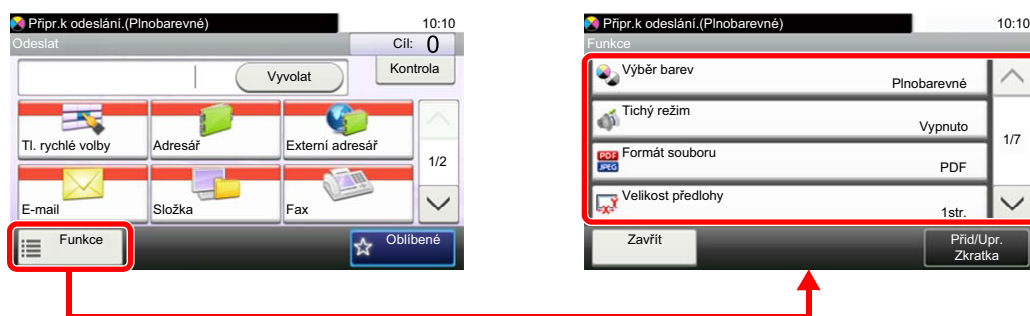 Připr.k odeslání.(Plnobarevné)
10:10
Odeslat
Cíl: 0
Vyvolat
Kontrola
Tl. rychlé volby
Adresář
Externí adresář
1/2
E-mail
Složka
Fax
Funkce
Oblíbené
Připr.k odeslání.(Plnobarevné)
10:10
Funkce
Výběr barev
Plnobarevné
Tichý režim
Vypnuto
1/7
PDF
JPEG
Formát souboru
PDF
Velikost předlohy
1str.
Zavřít
Přid/Upr.
Zkratka